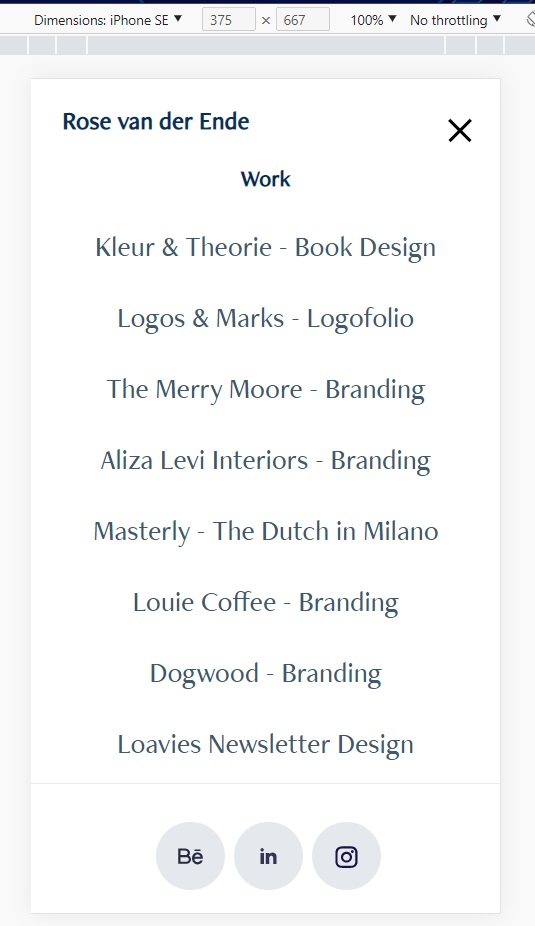 Dimensions: iPhone SE ▼ 375 × 667 100% ▼ No throttling ▼
Rose van der Ende
Work
Kleur & Theorie - Book Design
Logos & Marks - Logofolio
The Merry Moore - Branding
Aliza Levi Interiors - Branding
Masterly - The Dutch in Milano
Louie Coffee - Branding
Dogwood - Branding
Loavies Newsletter Design
Bē in